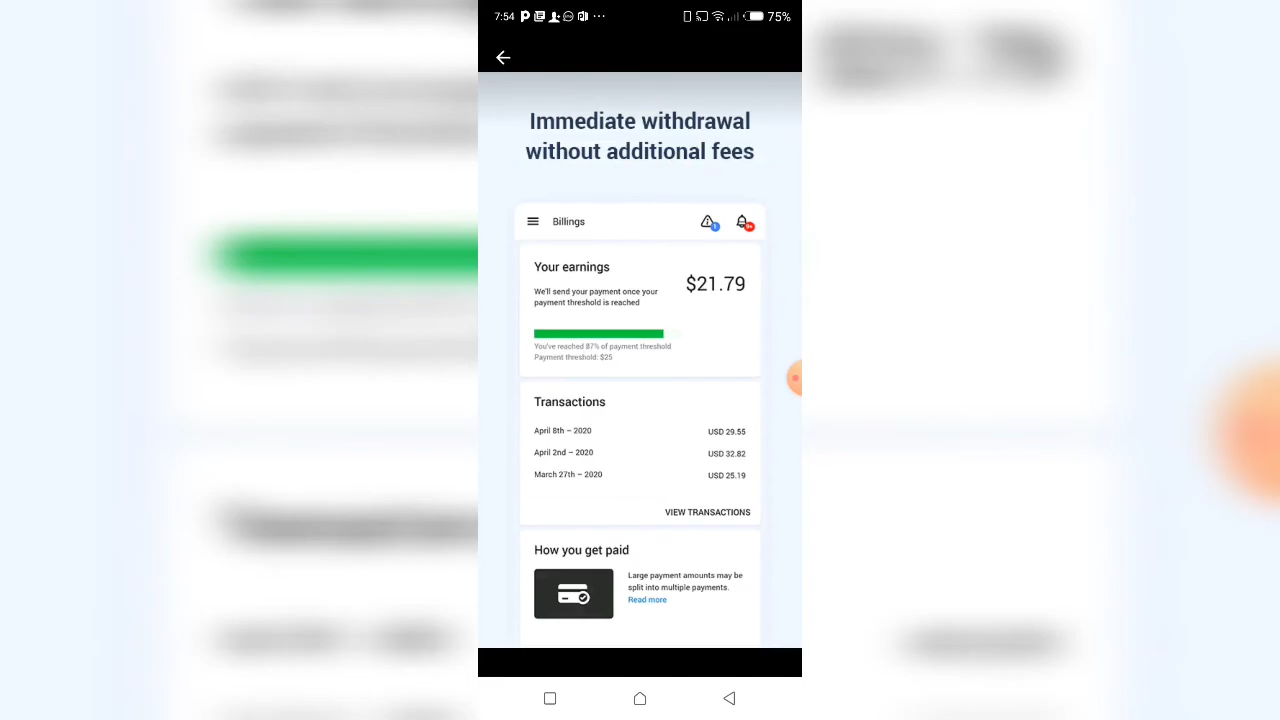 7:54
75%
Immediate withdrawal
without additional fees
Billings
1
9+
Your earnings
$21.79
We'll send your payment once your
payment threshold is reached
You've reached 87% of payment threshold
Payment threshold: $25
Transactions
April 8th – 2020 USD 29.55
April 2nd – 2020 USD 32.82
March 27th – 2020 USD 25.19
VIEW TRANSACTIONS
How you get paid
Large payment amounts may be
split into multiple payments.
Read more